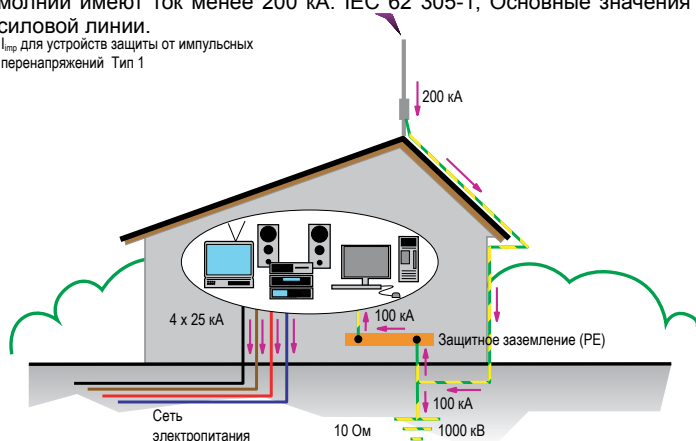 молний имеют ток менее 200 кА. IEC 62 305-1, Основные значения
силовой линии.
Iimp для устройств защиты от импульсных
перенапряжений Тип 1
200 кА
4 x 25 кА
100 кА
Защитное заземление (PE)
100 кА
Сеть
электропитания
10 Ом
1000 кВ